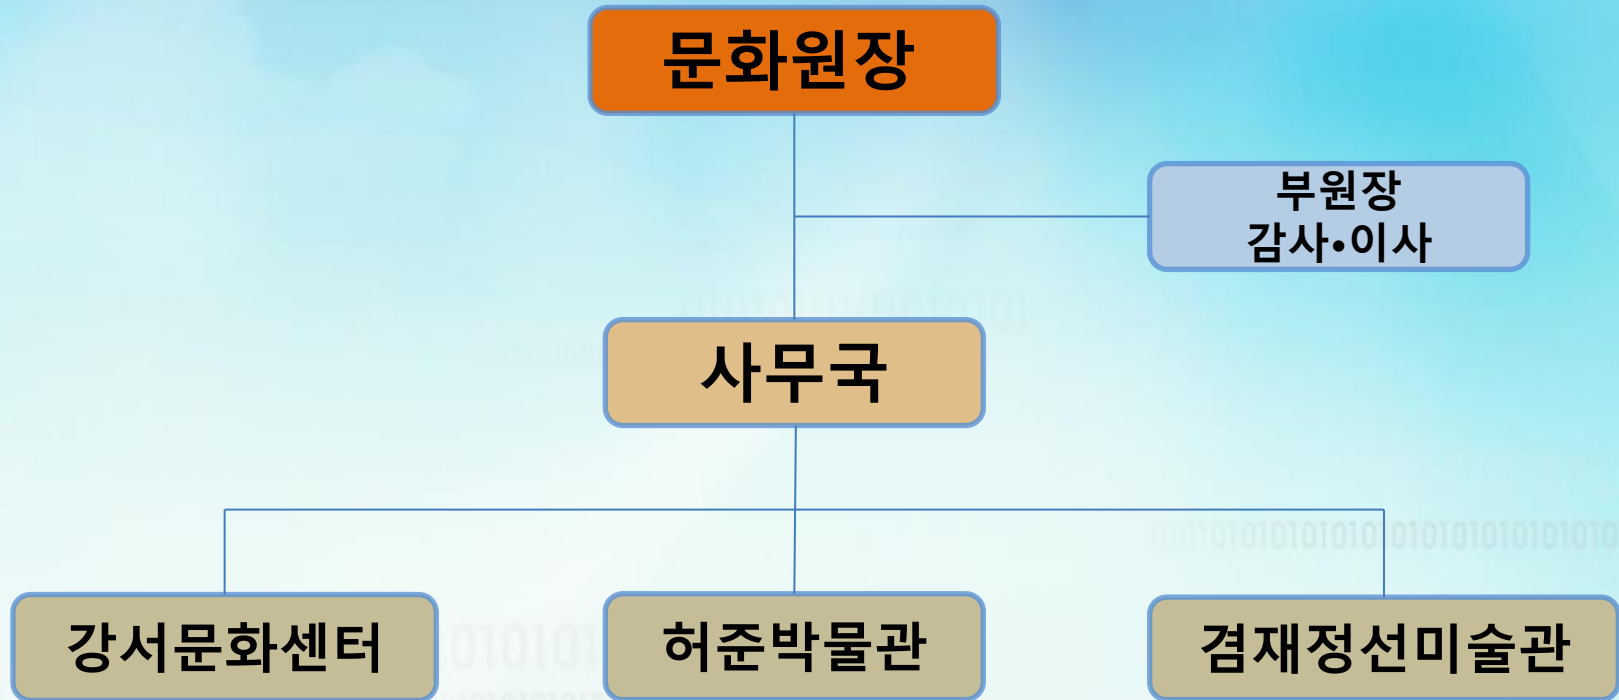 문화원장
부원장
감사•이사
사무국
강서문화센터
허준박물관
겸재정선미술관